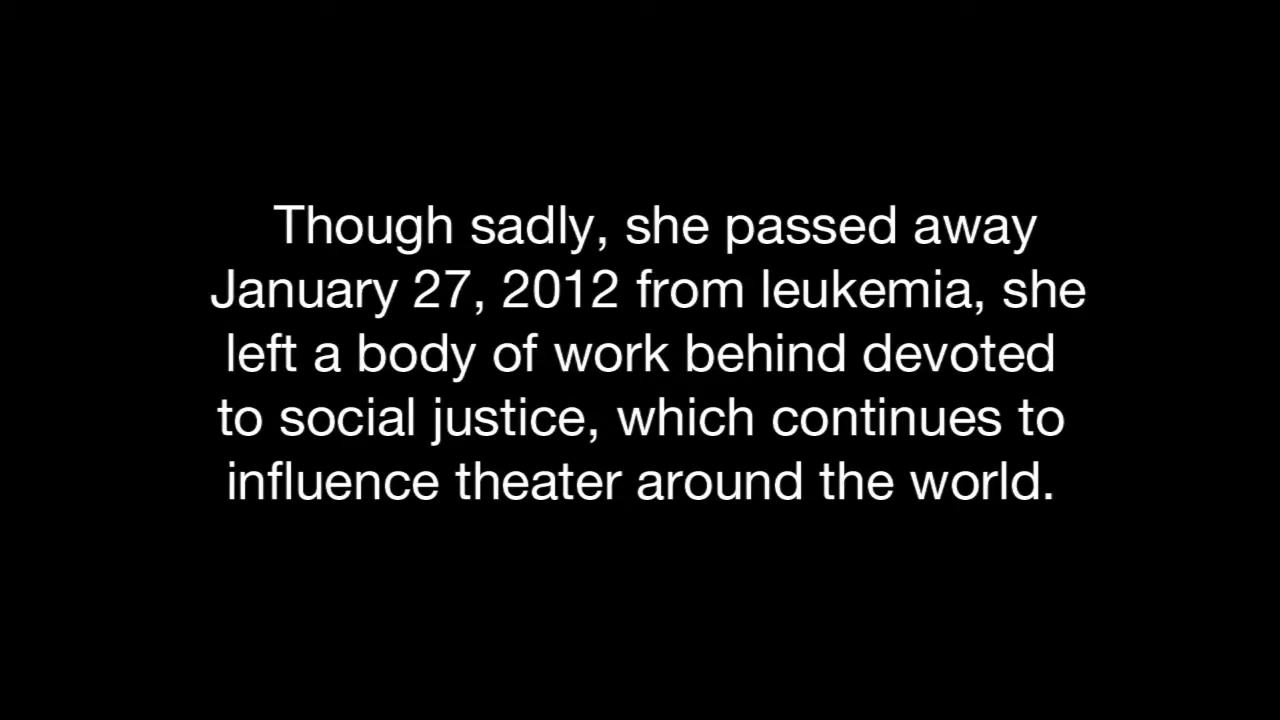 Though sadly, she passed away
January 27, 2012 from leukemia, she
left a body of work behind devoted
to social justice, which continues to
influence theater around the world.